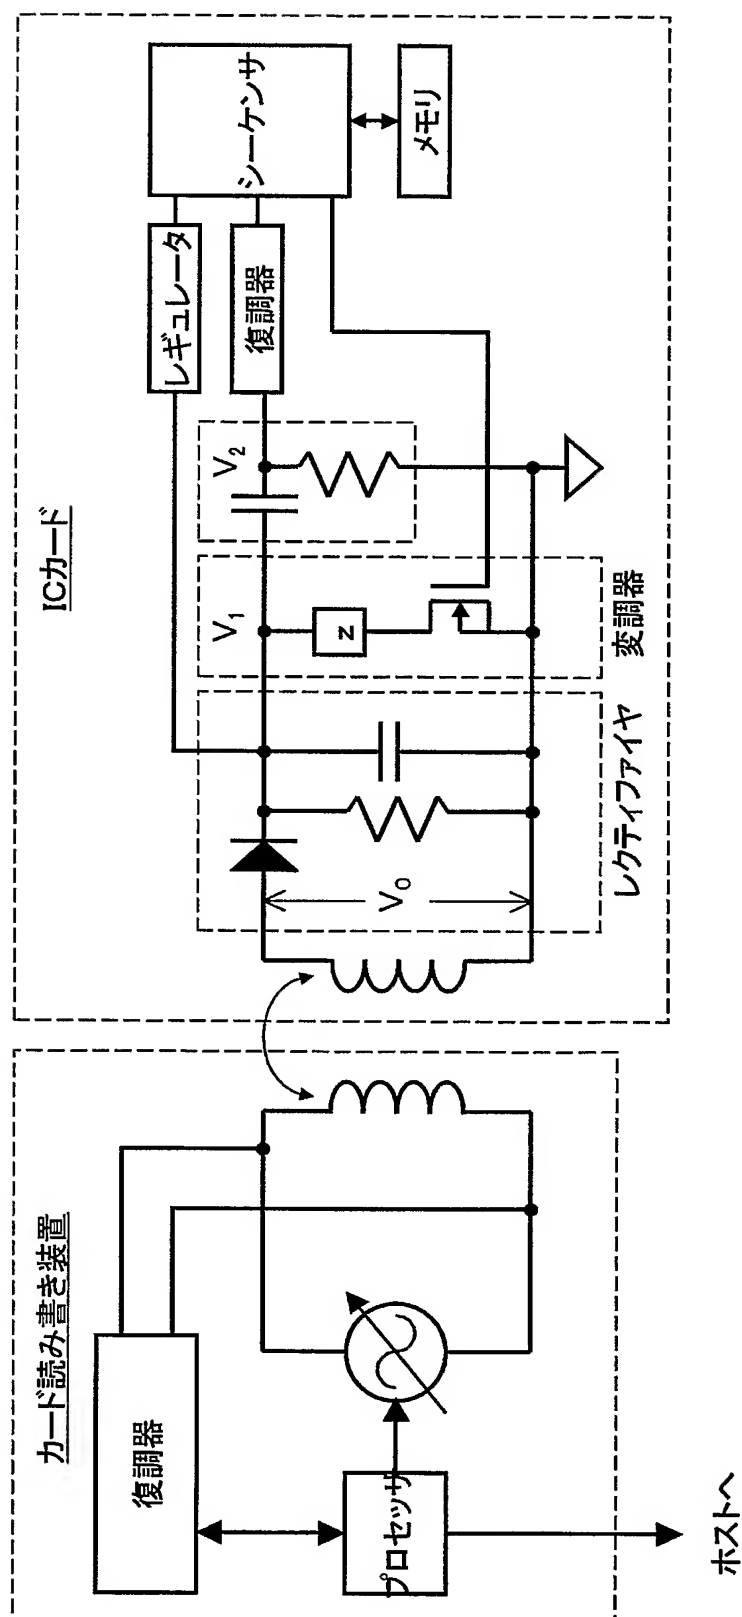 カード読み書き装置
復調器
プロセッサ
ホストへ
ICカード
V0
レクティファイヤ
V1
Z
変調器
V2
レギュレータ
復調器
シーケンサ
メモリ